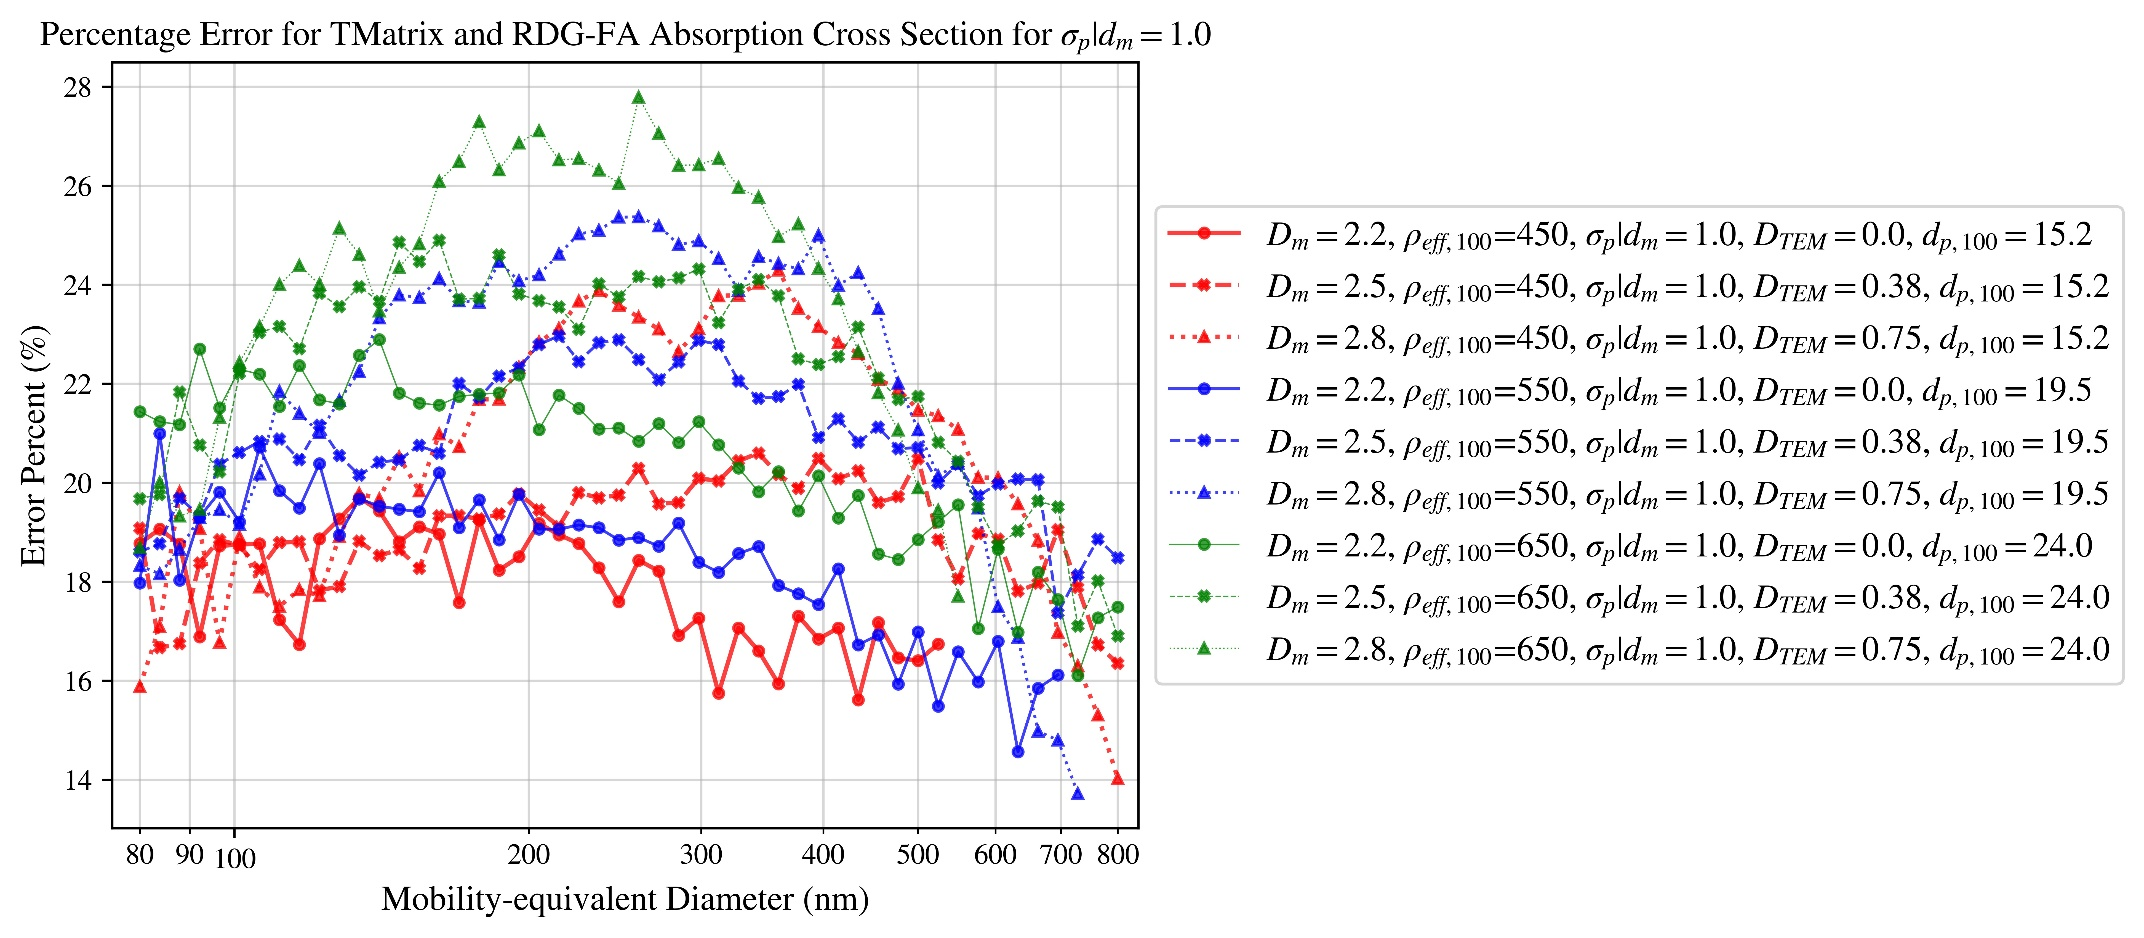 Percentage Error for TMatrix and RDG-FA Absorption Cross Section for σp|dm = 1.0
28
26
24
22
20
18
16
14
Error Percent (%)
80 90 100 200 300 400 500 600 700 800
Mobility-equivalent Diameter (nm)
Dm = 2.2, ρeff, 100=450, σp|dm = 1.0, DTEM = 0.0, dp, 100 = 15.2
Dm = 2.5, ρeff, 100=450, σp|dm = 1.0, DTEM = 0.38, dp, 100 = 15.2
Dm = 2.8, ρeff, 100=450, σp|dm = 1.0, DTEM = 0.75, dp, 100 = 15.2
Dm = 2.2, ρeff, 100=550, σp|dm = 1.0, DTEM = 0.0, dp, 100 = 19.5
Dm = 2.5, ρeff, 100=550, σp|dm = 1.0, DTEM = 0.38, dp, 100 = 19.5
Dm = 2.8, ρeff, 100=550, σp|dm = 1.0, DTEM = 0.75, dp, 100 = 19.5
Dm = 2.2, ρeff, 100=650, σp|dm = 1.0, DTEM = 0.0, dp, 100 = 24.0
Dm = 2.5, ρeff, 100=650, σp|dm = 1.0, DTEM = 0.38, dp, 100 = 24.0
Dm = 2.8, ρeff, 100=650, σp|dm = 1.0, DTEM = 0.75, dp, 100 = 24.0